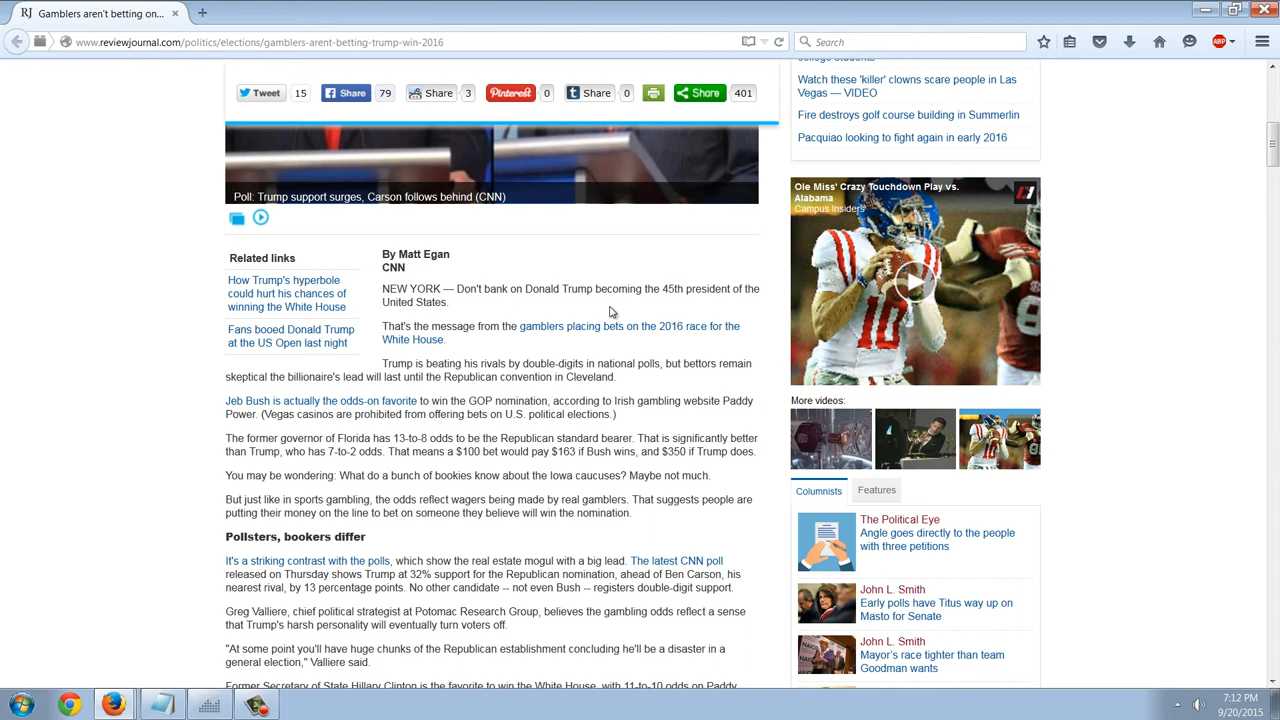 RJ Gamblers aren't betting on...
www.reviewjournal.com/politics/elections/gamblers-arent-betting-trump-win-2016
Search
ABP
Tweet 15 Share 79 Share 3 Pinterest 0 Share 0 Share 401
Poll: Trump support surges, Carson follows behind (CNN)
Related links
How Trump's hyperbole
could hurt his chances of
winning the White House
Fans booed Donald Trump
at the US Open last night
By Matt Egan
CNN
NEW YORK — Don't bank on Donald Trump becoming the 45th president of the
United States.
That's the message from the gamblers placing bets on the 2016 race for the
White House.
Trump is beating his rivals by double-digits in national polls, but bettors remain
skeptical the billionaire's lead will last until the Republican convention in Cleveland.
Jeb Bush is actually the odds-on favorite to win the GOP nomination, according to Irish gambling website Paddy
Power. (Vegas casinos are prohibited from offering bets on U.S. political elections.)
The former governor of Florida has 13-to-8 odds to be the Republican standard bearer. That is significantly better
than Trump, who has 7-to-2 odds. That means a $100 bet would pay $163 if Bush wins, and $350 if Trump does.
You may be wondering: What do a bunch of bookies know about the Iowa caucuses? Maybe not much.
But just like in sports gambling, the odds reflect wagers being made by real gamblers. That suggests people are
putting their money on the line to bet on someone they believe will win the nomination.
Pollsters, bookers differ
It's a striking contrast with the polls, which show the real estate mogul with a big lead. The latest CNN poll
released on Thursday shows Trump at 32% support for the Republican nomination, ahead of Ben Carson, his
nearest rival, by 13 percentage points. No other candidate -- not even Bush -- registers double-digit support.
Greg Valliere, chief political strategist at Potomac Research Group, believes the gambling odds reflect a sense
that Trump's harsh personality will eventually turn voters off.
"At some point you'll have huge chunks of the Republican establishment concluding he'll be a disaster in a
general election," Valliere said.
Former Secretary of State Hillary Clinton is the favorite to win the White House, with 11-to-10 odds on Paddy
college students
Watch these 'killer' clowns scare people in Las
Vegas — VIDEO
Fire destroys golf course building in Summerlin
Pacquiao looking to fight again in early 2016
Ole Miss' Crazy Touchdown Play vs.
Alabama
Campus Insiders
More videos:
Columnists Features
The Political Eye
Angle goes directly to the people
with three petitions
John L. Smith
Early polls have Titus way up on
Masto for Senate
John L. Smith
Mayor's race tighter than team
Goodman wants
7:12 PM
9/20/2015